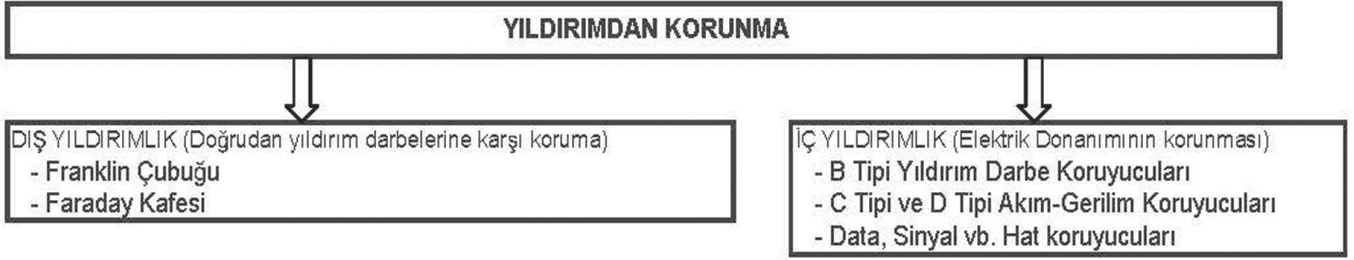 YILDIRIMDAN KORUNMA
DIŞ YILDIRIMLIK (Doğrudan yıldırım darbelerine karşı koruma)
- Franklin Çubuğu
- Faraday Kafesi
İÇ YILDIRIMLIK (Elektrik Donanımının korunması)
- B Tipi Yıldırım Darbe Koruyucuları
- C Tipi ve D Tipi Akım-Gerilim Koruyucuları
- Data, Sinyal vb. Hat koruyucuları